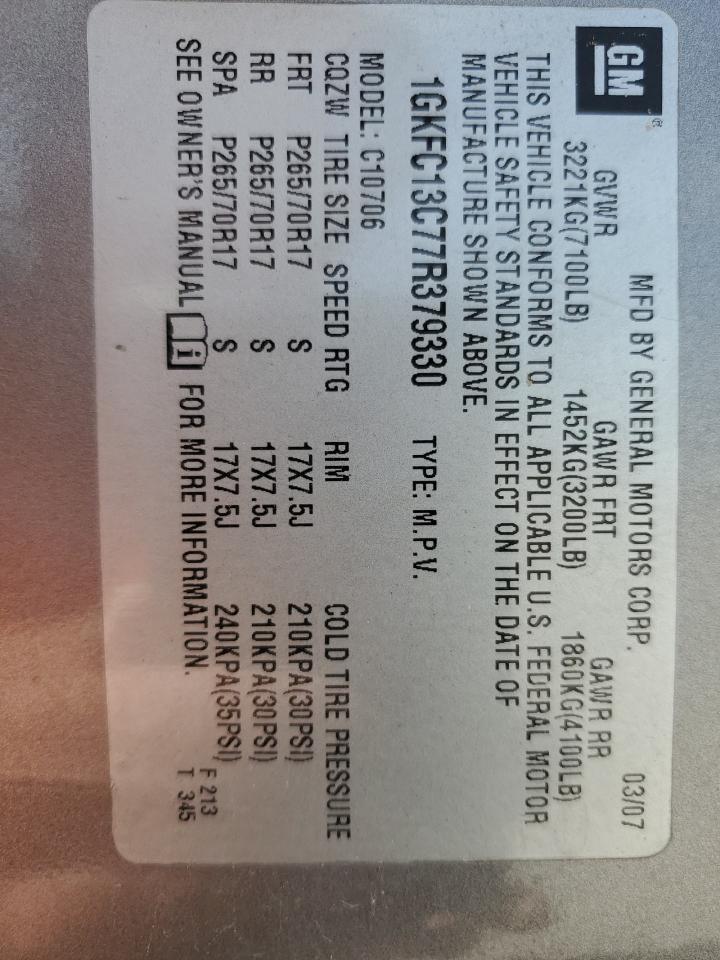 GM®
MFD BY GENERAL MOTORS CORP. 03/07
GVWR GAWR FRT GAWR RR
3221KG(7100LB) 1452KG(3200LB) 1860KG(4100LB)
THIS VEHICLE CONFORMS TO ALL APPLICABLE U.S. FEDERAL MOTOR
VEHICLE SAFETY STANDARDS IN EFFECT ON THE DATE OF
MANUFACTURE SHOWN ABOVE.
1GKFC13C77R379330 TYPE: M.P.V.
MODEL: C10706
CQZW TIRE SIZE SPEED RTG RIM COLD TIRE PRESSURE
FRT P265/70R17 S 17X7.5J 210KPA(30PSI)
RR P265/70R17 S 17X7.5J 210KPA(30PSI)
SPA P265/70R17 S 17X7.5J 240KPA(35PSI)
SEE OWNER'S MANUAL i FOR MORE INFORMATION.
F 213
T 345